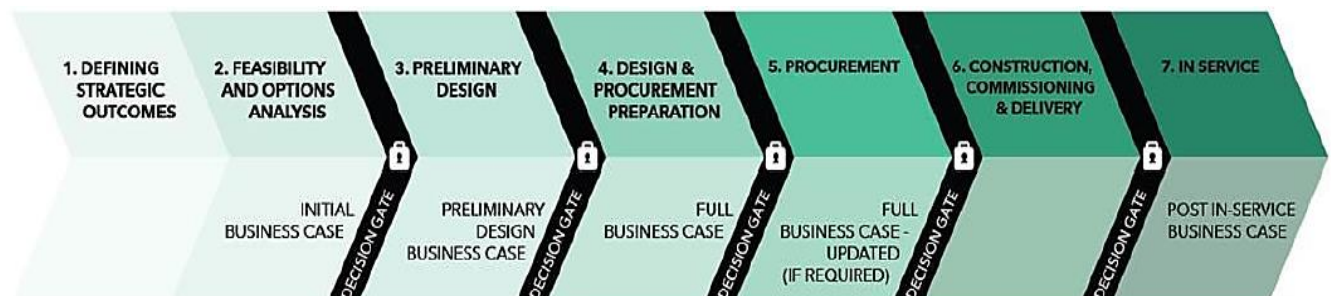 1. DEFINING
STRATEGIC
OUTCOMES
2. FEASIBILITY
AND OPTIONS
ANALYSIS
3. PRELIMINARY
DESIGN
4. DESIGN &
PROCUREMENT
PREPARATION
5. PROCUREMENT
6. CONSTRUCTION,
COMMISSIONING
& DELIVERY
7. IN SERVICE
INITIAL
BUSINESS CASE
DECISION GATE
PRELIMINARY
DESIGN
BUSINESS CASE
DECISION GATE
FULL
BUSINESS CASE
DECISION GATE
FULL
BUSINESS CASE -
UPDATED
(IF REQUIRED)
DECISION GATE
DECISION GATE
POST IN-SERVICE
BUSINESS CASE